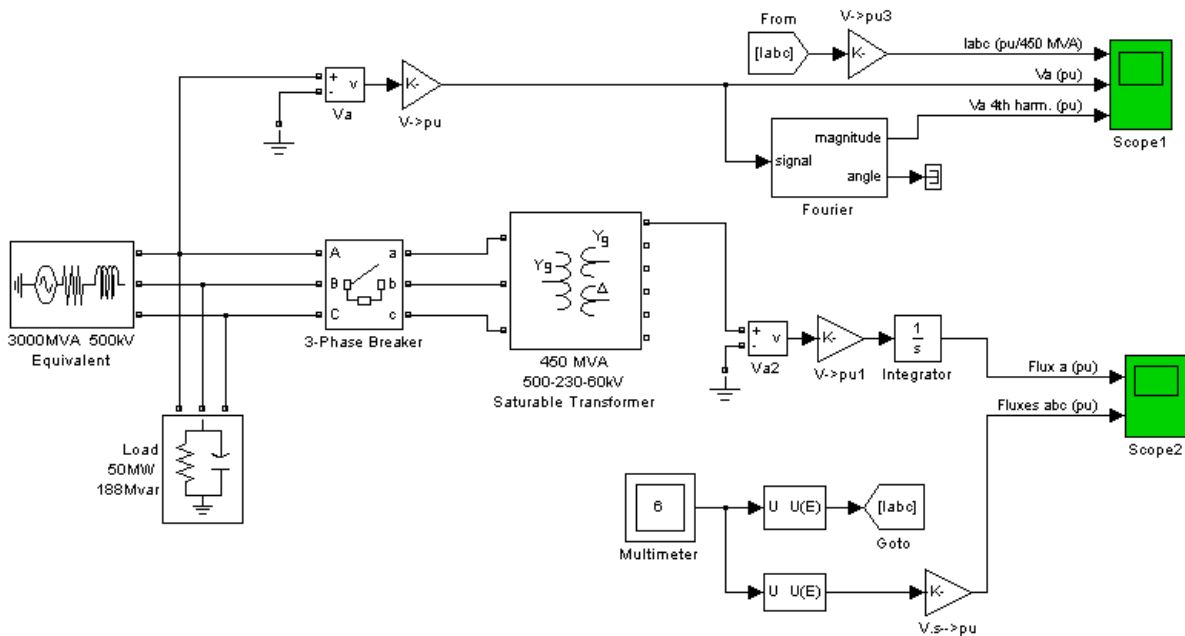 From
V->pu3
[Iabc]
K-
Iabc (pu/450 MVA)
Va (pu)
Va 4th harm. (pu)
Scope1
+
-
v
Va
K-
V->pu
signal
magnitude
angle
Fourier
3000MVA 500kV
Equivalent
A
B
C
a
b
c
3-Phase Breaker
Yg
Yg
Δ
450 MVA
500-230-60kV
Saturable Transformer
+
-
v
Va2
K-
V->pu1
1
s
Integrator
Flux a (pu)
Fluxes abc (pu)
Scope2
Load
50MW
188Mvar
6
Multimeter
U U(E)
[Iabc]
Goto
U U(E)
K-
V.s-->pu